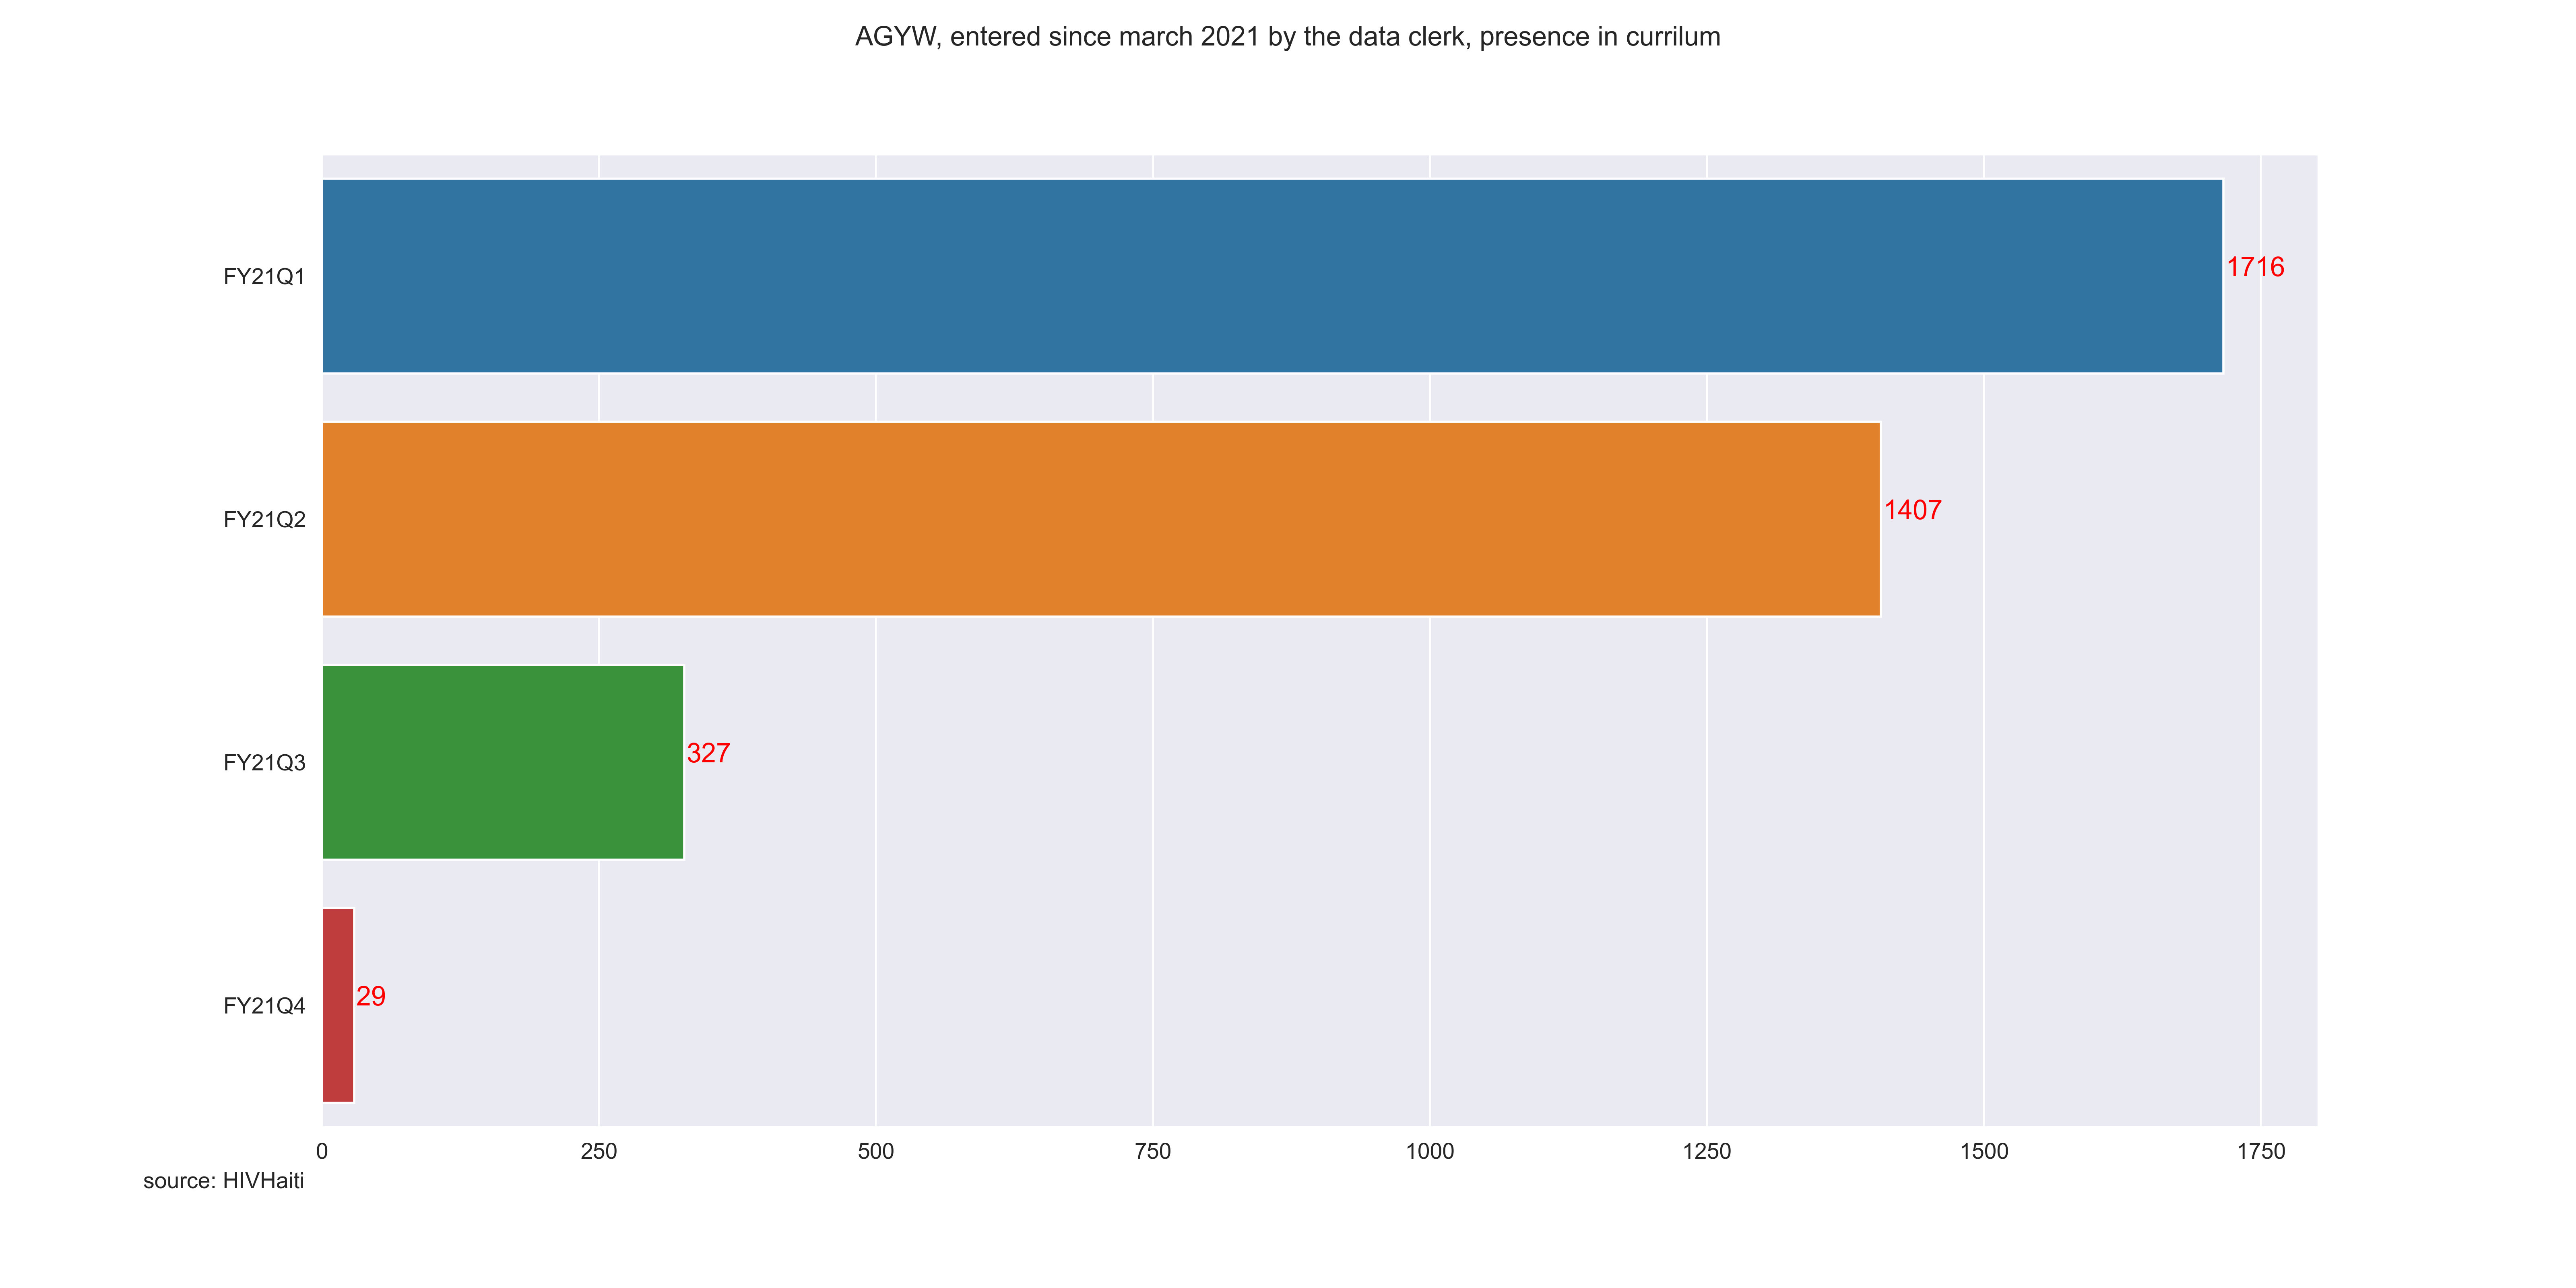 AGYW, entered since march 2021 by the data clerk, presence in currilum
FY21Q1
1716
FY21Q2
1407
FY21Q3
327
FY21Q4
29
0 250 500 750 1000 1250 1500 1750
source: HIVHaiti